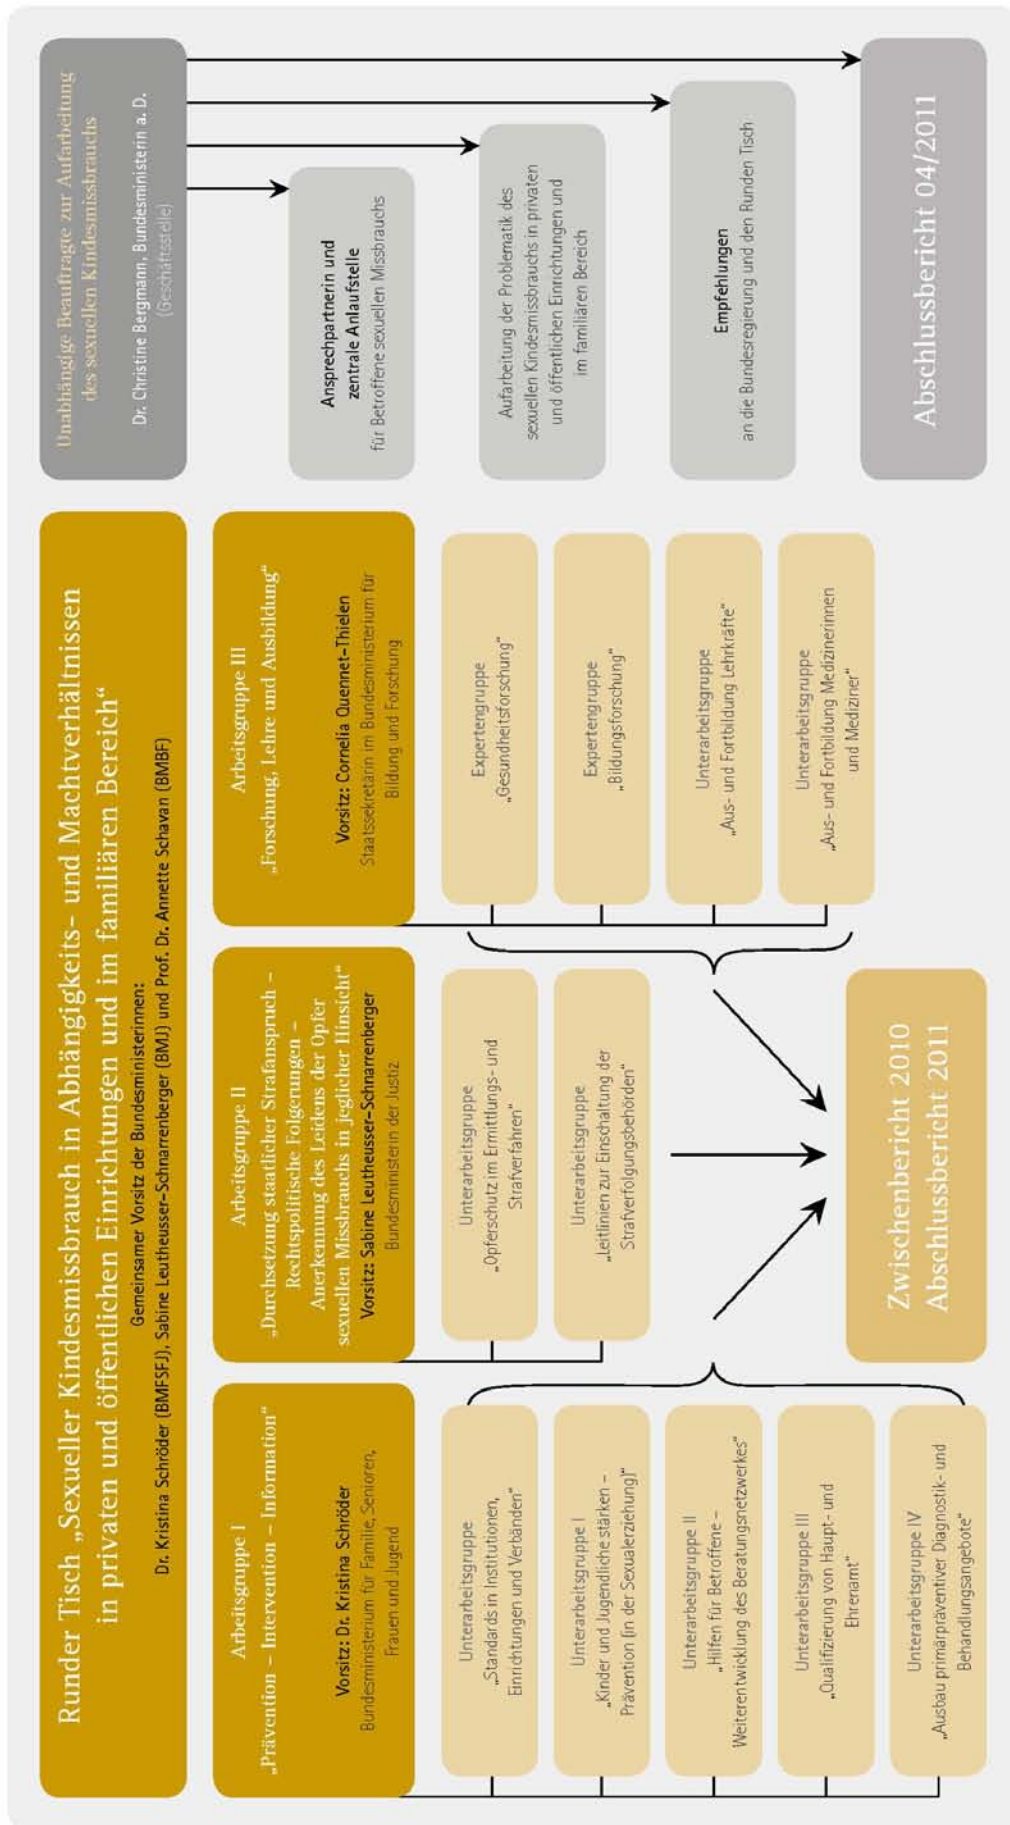 Runder Tisch „Sexueller Kindesmissbrauch in Abhängigkeits- und Machtverhältnissen
in privaten und öffentlichen Einrichtungen und im familiären Bereich“
Gemeinsamer Vorsitz der Bundesministerinnen:
Dr. Kristina Schröder (BMFSFJ), Sabine Leutheusser-Schnarrenberger (BMJ) und Prof. Dr. Annette Schavan (BMBF)
Unabhängige Beauftragte zur Aufarbeitung
des sexuellen Kindesmissbrauchs
Dr. Christine Bergmann, Bundesministerin a. D.
(Geschäftsstelle)
Arbeitsgruppe I
„Prävention – Intervention – Information“
Vorsitz: Dr. Kristina Schröder
Bundesministerium für Familie, Senioren,
Frauen und Jugend
Unterarbeitsgruppe
„Standards in Institutionen,
Einrichtungen und Verbänden“
Unterarbeitsgruppe I
„Kinder und Jugendliche stärken –
Prävention (in der Sexualerziehung)“
Unterarbeitsgruppe II
„Hilfen für Betroffene –
Weiterentwicklung des Beratungsnetzwerkes“
Unterarbeitsgruppe III
„Qualifizierung von Haupt- und
Ehrenamt“
Unterarbeitsgruppe IV
„Ausbau primärpräventiver Diagnostik- und
Behandlungsangebote“
Arbeitsgruppe II
„Durchsetzung staatlicher Strafanspruch –
Rechtspolitische Folgerungen –
Anerkennung des Leidens der Opfer
sexuellen Missbrauchs in jeglicher Hinsicht“
Vorsitz: Sabine Leutheusser-Schnarrenberger
Bundesministerin der Justiz
Unterarbeitsgruppe
„Opferschutz im Ermittlungs- und
Strafverfahren“
Unterarbeitsgruppe
„Leitlinien zur Einschaltung der
Strafverfolgungsbehörden“
Arbeitsgruppe III
„Forschung, Lehre und Ausbildung“
Vorsitz: Cornelia Quennet-Thielen
Staatssekretärin im Bundesministerium für
Bildung und Forschung
Expertengruppe
„Gesundheitsforschung“
Expertengruppe
„Bildungsforschung“
Unterarbeitsgruppe
„Aus- und Fortbildung Lehrkräfte“
Unterarbeitsgruppe
„Aus- und Fortbildung Medizinerinnen
und Mediziner“
Zwischenbericht 2010
Abschlussbericht 2011
Ansprechpartnerin und
zentrale Anlaufstelle
für Betroffene sexuellen Missbrauchs
Aufarbeitung der Problematik des
sexuellen Kindesmissbrauchs in privaten
und öffentlichen Einrichtungen und
im familiären Bereich
Empfehlungen
an die Bundesregierung und den Runden Tisch
Abschlussbericht 04/2011